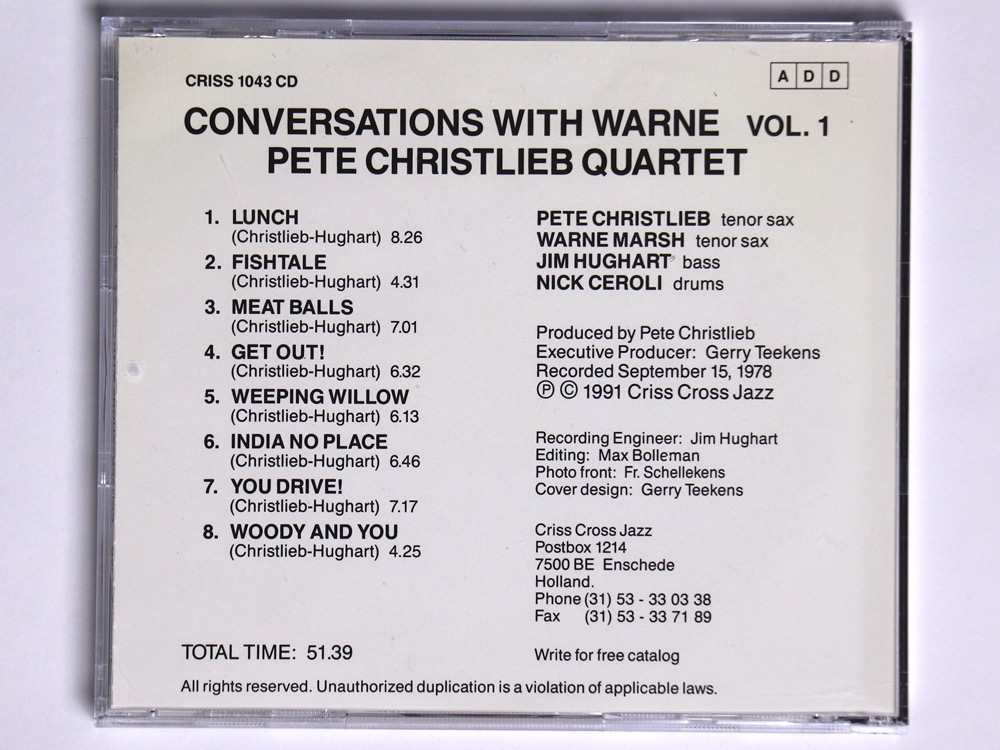 CRISS 1043 CD
A D D
CONVERSATIONS WITH WARNE VOL. 1
PETE CHRISTLIEB QUARTET
1. LUNCH
(Christlieb-Hughart) 8.26
2. FISHTALE
(Christlieb-Hughart) 4.31
3. MEAT BALLS
(Christlieb-Hughart) 7.01
4. GET OUT!
(Christlieb-Hughart) 6.32
5. WEEPING WILLOW
(Christlieb-Hughart) 6.13
6. INDIA NO PLACE
(Christlieb-Hughart) 6.46
7. YOU DRIVE!
(Christlieb-Hughart) 7.17
8. WOODY AND YOU
(Christlieb-Hughart) 4.25
TOTAL TIME: 51.39
PETE CHRISTLIEB tenor sax
WARNE MARSH tenor sax
JIM HUGHART bass
NICK CEROLI drums
Produced by Pete Christlieb
Executive Producer: Gerry Teekens
Recorded September 15, 1978
℗ © 1991 Criss Cross Jazz
Recording Engineer: Jim Hughart
Editing: Max Bolleman
Photo front: Fr. Schellekens
Cover design: Gerry Teekens
Criss Cross Jazz
Postbox 1214
7500 BE Enschede
Holland.
Phone (31) 53 - 33 03 38
Fax (31) 53 - 33 71 89
Write for free catalog
All rights reserved. Unauthorized duplication is a violation of applicable laws.